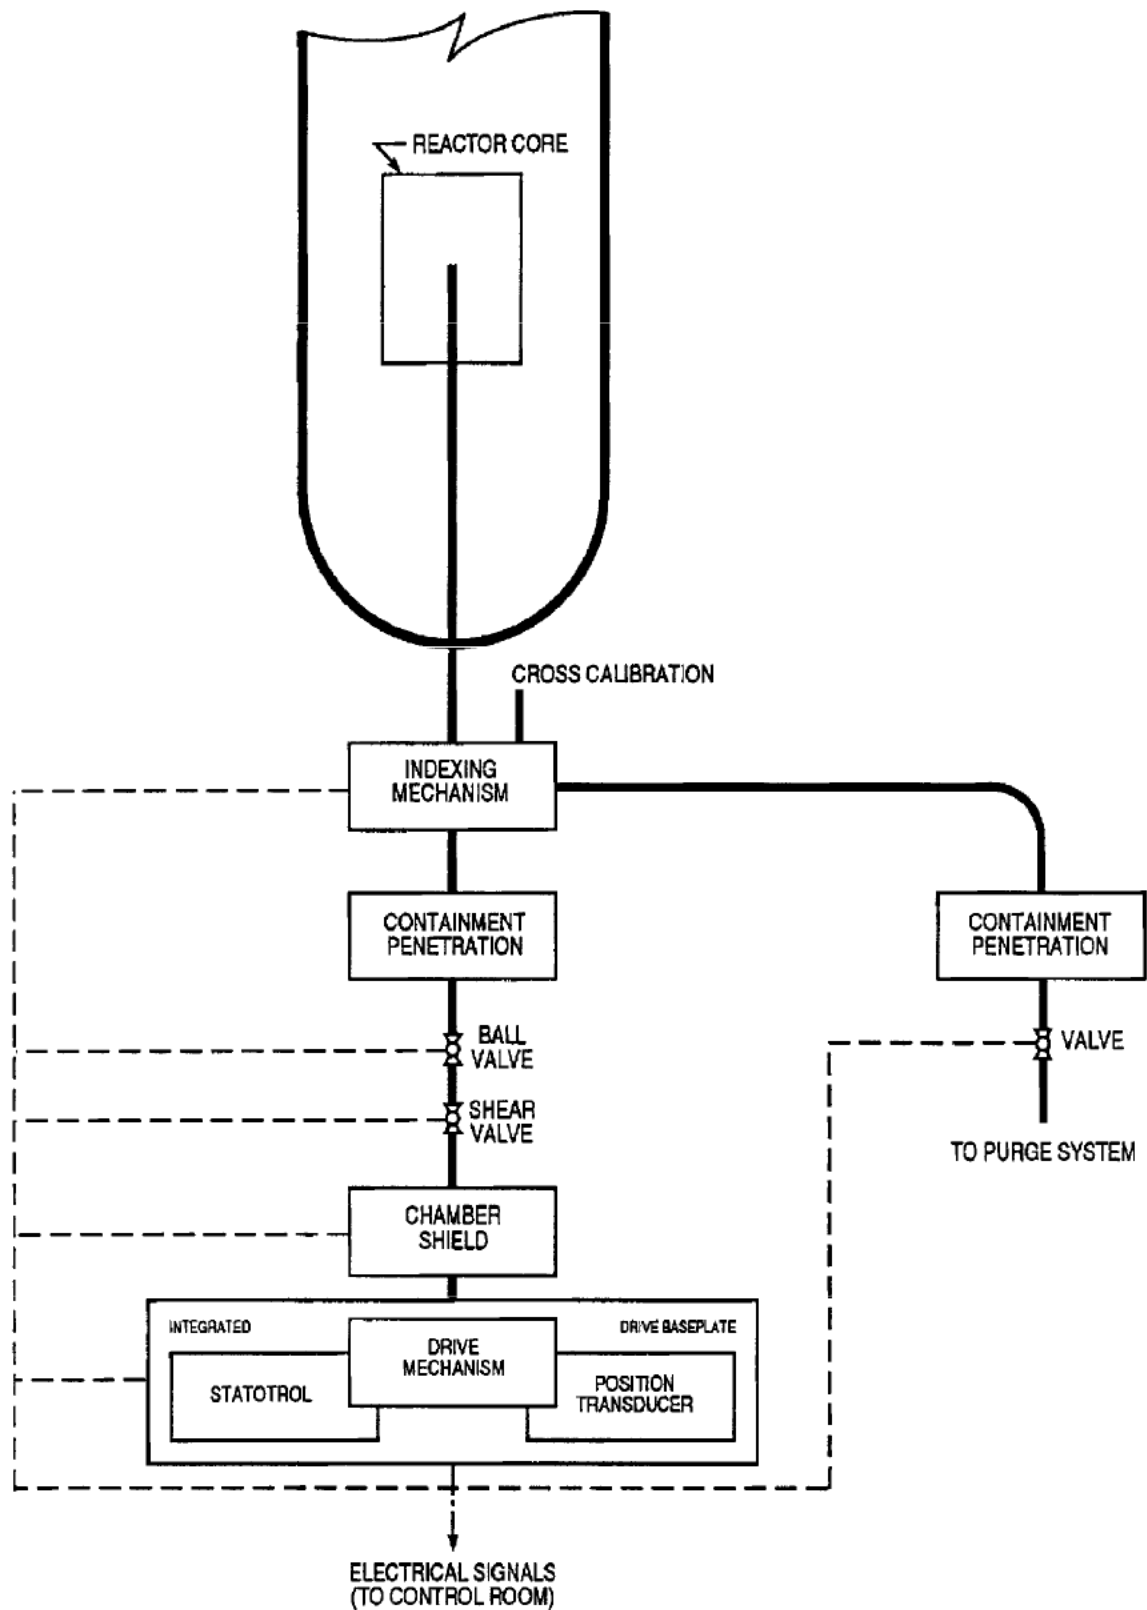 REACTOR CORE
CROSS CALIBRATION
INDEXING
MECHANISM
CONTAINMENT
PENETRATION
CONTAINMENT
PENETRATION
BALL
VALVE
VALVE
SHEAR
VALVE
TO PURGE SYSTEM
CHAMBER
SHIELD
INTEGRATED
DRIVE BASEPLATE
DRIVE
MECHANISM
STATOTROL
POSITION
TRANSDUCER
ELECTRICAL SIGNALS
(TO CONTROL ROOM)